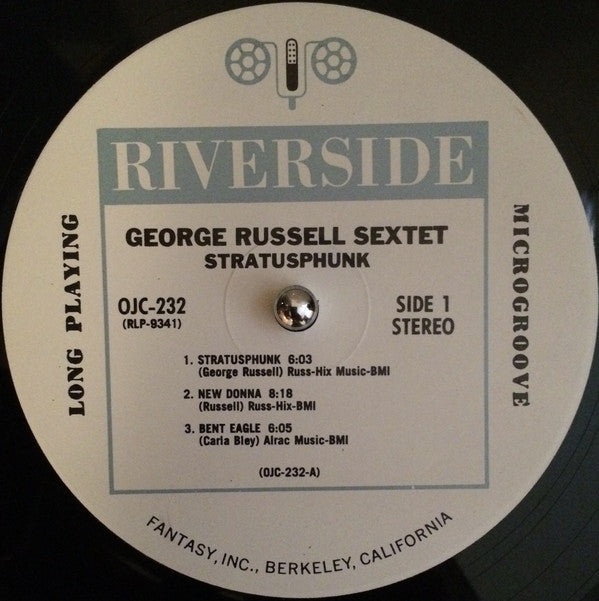 RIVERSIDE
GEORGE RUSSELL SEXTET
STRATUSPHUNK
LONG PLAYING
MICROGROOVE
OJC-232
(RLP-9341)
SIDE 1
STEREO
1. STRATUSPHUNK 6:03
(George Russell) Russ-Hix Music-BMI
2. NEW DONNA 8:18
(Russell) Russ-Hix-BMI
3. BENT EAGLE 6:05
(Carla Bley) Alrac Music-BMI
(OJC-232-A)
FANTASY, INC., BERKELEY, CALIFORNIA